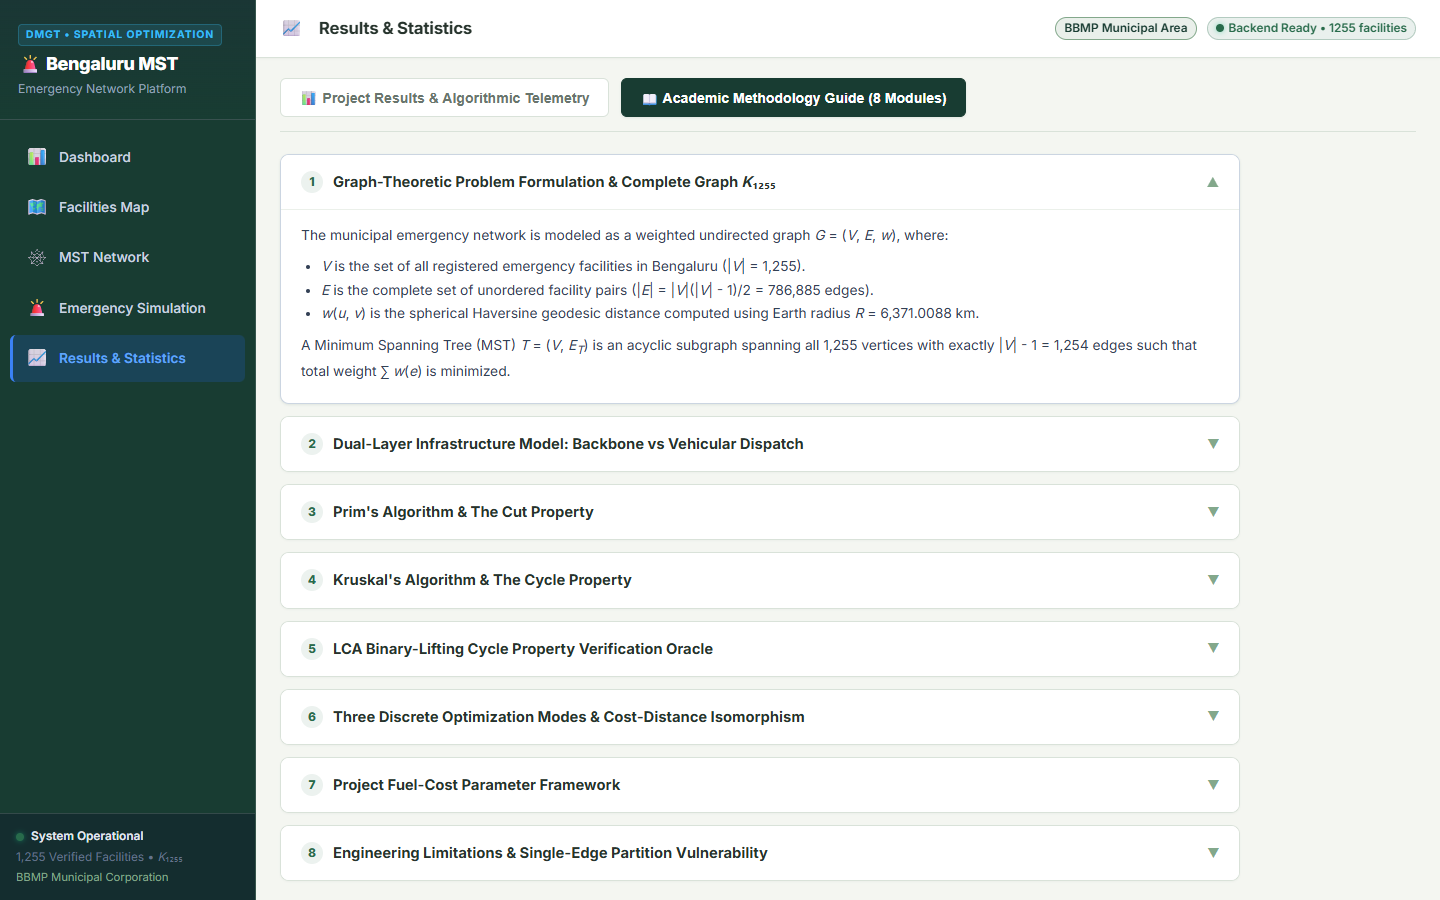 DMGT • SPATIAL OPTIMIZATION
Bengaluru MST
Emergency Network Platform
Dashboard
Facilities Map
MST Network
Emergency Simulation
Results & Statistics
System Operational
1,255 Verified Facilities • K₁₂₅₅
BBMP Municipal Corporation
Results & Statistics
BBMP Municipal Area
Backend Ready • 1255 facilities
Project Results & Algorithmic Telemetry
Academic Methodology Guide (8 Modules)
1 Graph-Theoretic Problem Formulation & Complete Graph K₁₂₅₅ ▲
The municipal emergency network is modeled as a weighted undirected graph G = (V, E, w), where:
• V is the set of all registered emergency facilities in Bengaluru (|V| = 1,255).
• E is the complete set of unordered facility pairs (|E| = |V|(|V| - 1)/2 = 786,885 edges).
• w(u, v) is the spherical Haversine geodesic distance computed using Earth radius R = 6,371.0088 km.
A Minimum Spanning Tree (MST) T = (V, E_T) is an acyclic subgraph spanning all 1,255 vertices with exactly |V| - 1 = 1,254 edges such that
total weight ∑ w(e) is minimized.
2 Dual-Layer Infrastructure Model: Backbone vs Vehicular Dispatch ▼
3 Prim's Algorithm & The Cut Property ▼
4 Kruskal's Algorithm & The Cycle Property ▼
5 LCA Binary-Lifting Cycle Property Verification Oracle ▼
6 Three Discrete Optimization Modes & Cost-Distance Isomorphism ▼
7 Project Fuel-Cost Parameter Framework ▼
8 Engineering Limitations & Single-Edge Partition Vulnerability ▼